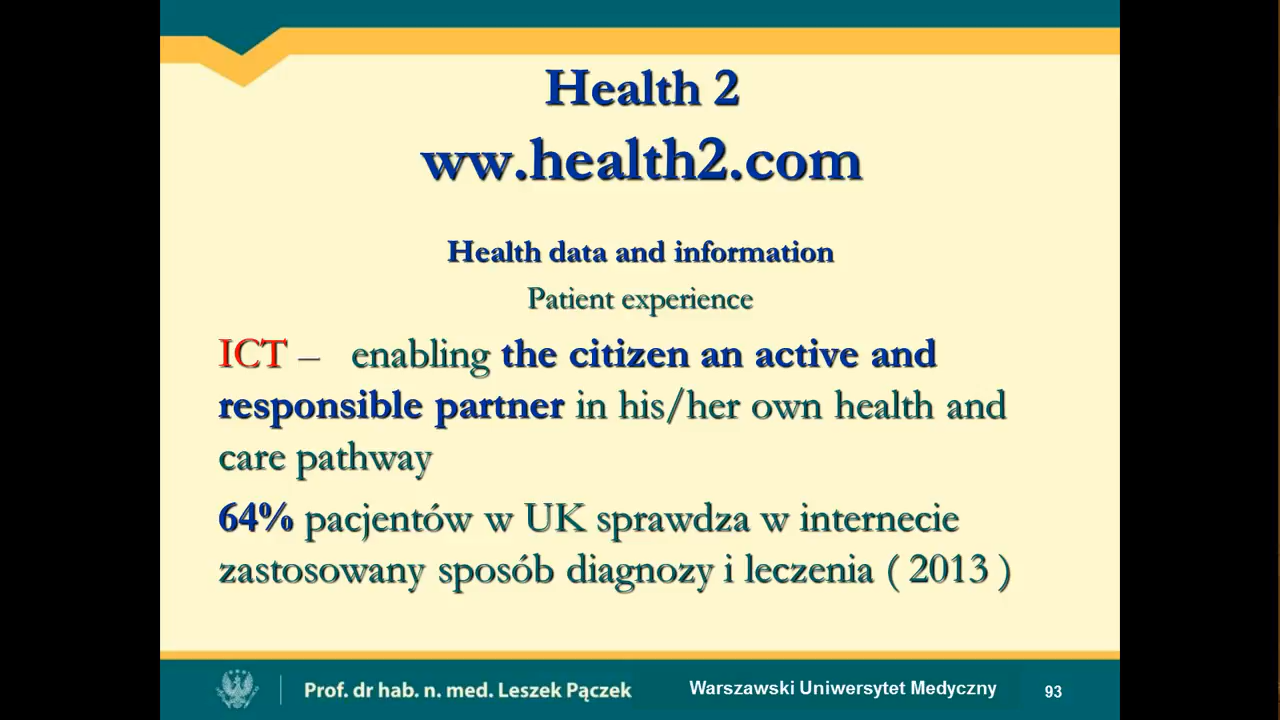 Health 2
ww.health2.com
Health data and information
Patient experience
ICT – enabling the citizen an active and
responsible partner in his/her own health and
care pathway
64% pacjentów w UK sprawdza w internecie
zastosowany sposób diagnozy i leczenia ( 2013 )
Prof. dr hab. n. med. Leszek Pączek
Warszawski Uniwersytet Medyczny
93